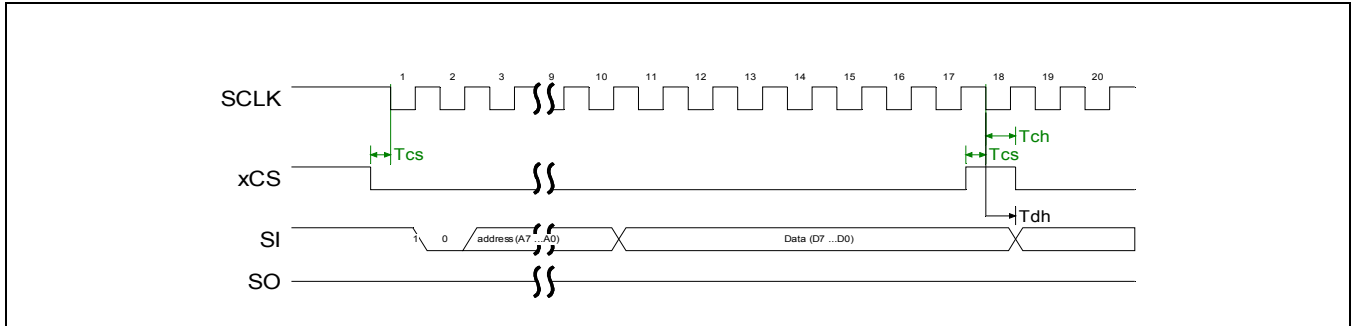 1 2 3 9 10 11 12 13 14 15 16 17 18 19 20
SCLK
Tch
Tcs Tcs
xCS
Tdh
SI 1 0 address (A7 ...A0) Data (D7 ...D0)
SO